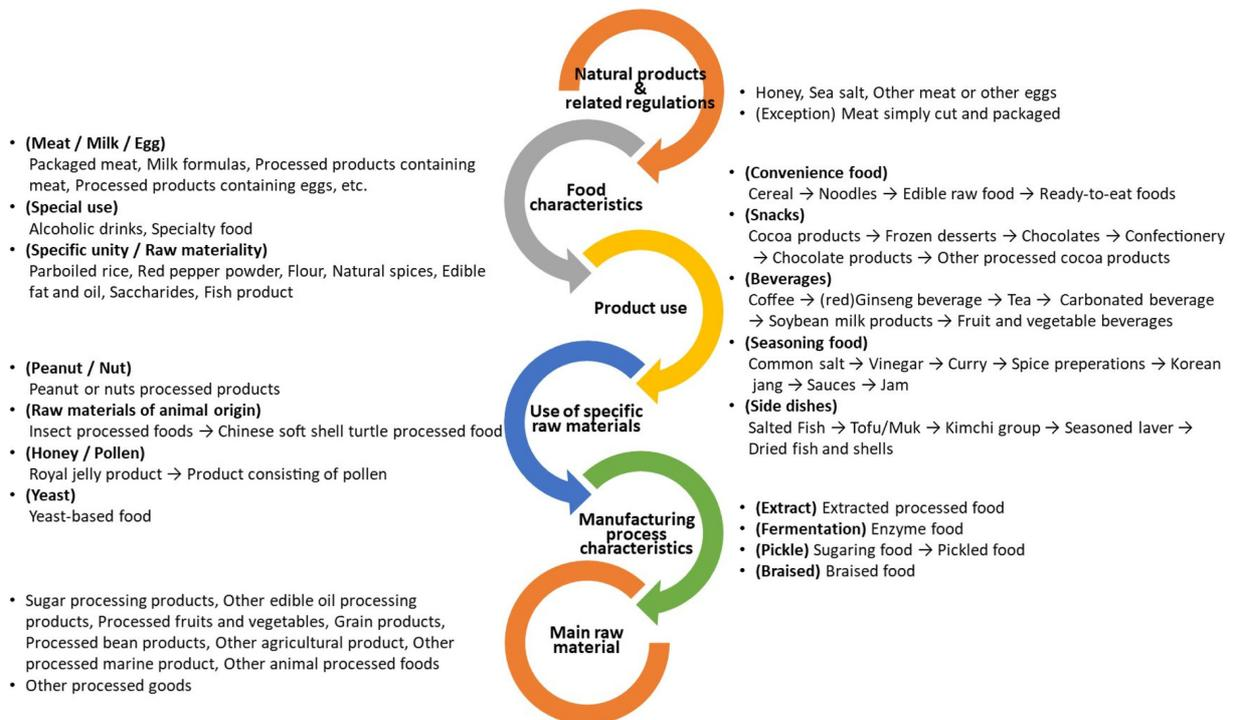 Natural products
&
related regulations
• Honey, Sea salt, Other meat or other eggs
• (Exception) Meat simply cut and packaged
Food
characteristics
• (Meat / Milk / Egg)
Packaged meat, Milk formulas, Processed products containing
meat, Processed products containing eggs, etc.
• (Special use)
Alcoholic drinks, Specialty food
• (Specific unity / Raw materiality)
Parboiled rice, Red pepper powder, Flour, Natural spices, Edible
fat and oil, Saccharides, Fish product
Product use
• (Convenience food)
Cereal → Noodles → Edible raw food → Ready-to-eat foods
• (Snacks)
Cocoa products → Frozen desserts → Chocolates → Confectionery
→ Chocolate products → Other processed cocoa products
• (Beverages)
Coffee → (red)Ginseng beverage → Tea → Carbonated beverage
→ Soybean milk products → Fruit and vegetable beverages
• (Seasoning food)
Common salt → Vinegar → Curry → Spice preperations → Korean
jang → Sauces → Jam
• (Side dishes)
Salted Fish → Tofu/Muk → Kimchi group → Seasoned laver →
Dried fish and shells
Use of specific
raw materials
• (Peanut / Nut)
Peanut or nuts processed products
• (Raw materials of animal origin)
Insect processed foods → Chinese soft shell turtle processed food
• (Honey / Pollen)
Royal jelly product → Product consisting of pollen
• (Yeast)
Yeast-based food
Manufacturing
process
characteristics
• (Extract) Extracted processed food
• (Fermentation) Enzyme food
• (Pickle) Sugaring food → Pickled food
• (Braised) Braised food
Main raw
material
• Sugar processing products, Other edible oil processing
products, Processed fruits and vegetables, Grain products,
Processed bean products, Other agricultural product, Other
processed marine product, Other animal processed foods
• Other processed goods